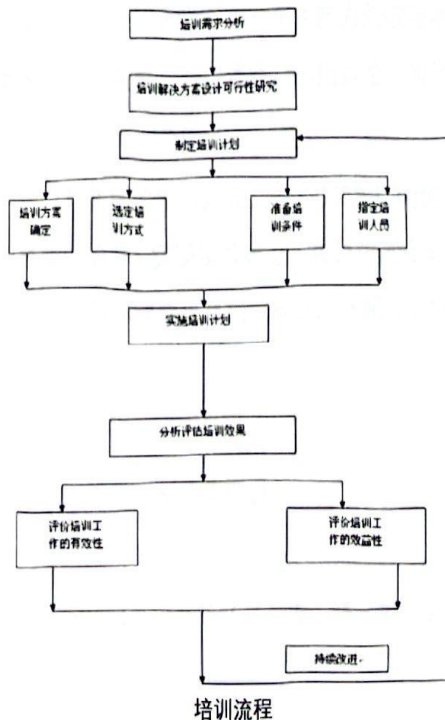 培训需求分析
培训解决方案设计可行性研究
制定培训计划
培训方案
确定
选定培
训方式
准备培
训条件
指定培
训人员
实施培训计划
分析评估培训效果
评价培训工
作的有效性
评价培训工
作的效益性
持续改进.
培训流程